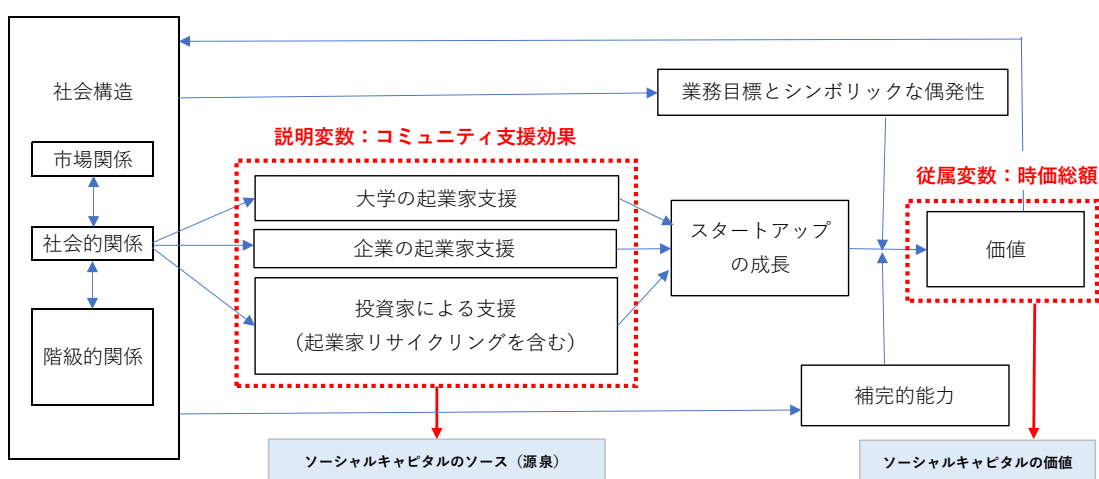 社会構造
市場関係
社会的関係
階級的関係
説明変数：コミュニティ支援効果
大学の起業家支援
企業の起業家支援
投資家による支援
（起業家リサイクリングを含む）
ソーシャルキャピタルのソース（源泉）
スタートアップ
の成長
業務目標とシンボリックな偶発性
補完的能力
従属変数：時価総額
価値
ソーシャルキャピタルの価値